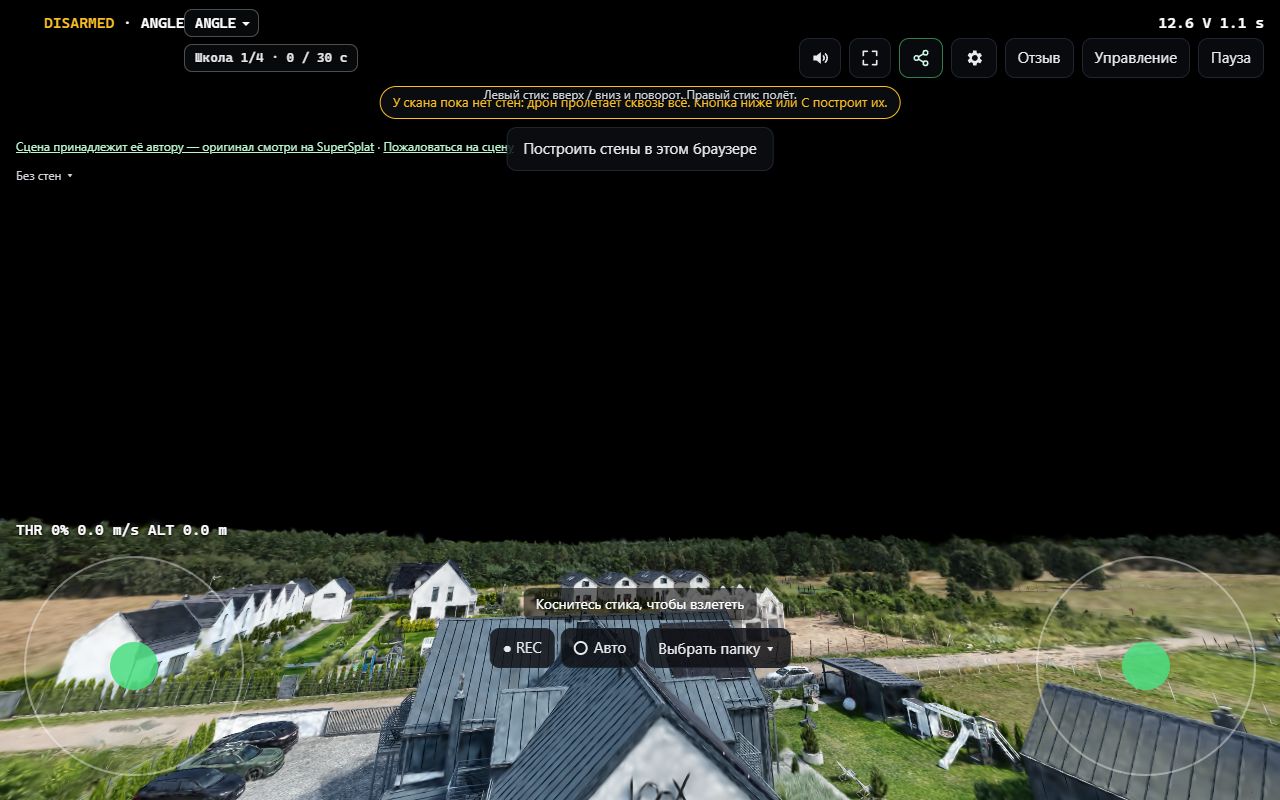 DISARMED · ANGLE
ANGLE
12.6 V 1.1 s
Школа 1/4 · 0 / 30 с
Отзыв
Управление
Пауза
Левый стик: вверх / вниз и поворот. Правый стик: полёт.
У скана пока нет стен: дрон пролетает сквозь всё. Кнопка ниже или C построит их.
Сцена принадлежит её автору — оригинал смотри на SuperSplat · Пожаловаться на сцену
Построить стены в этом браузере
Без стен
THR 0% 0.0 m/s ALT 0.0 m
Коснитесь стика, чтобы взлететь
REC
Авто
Выбрать папку